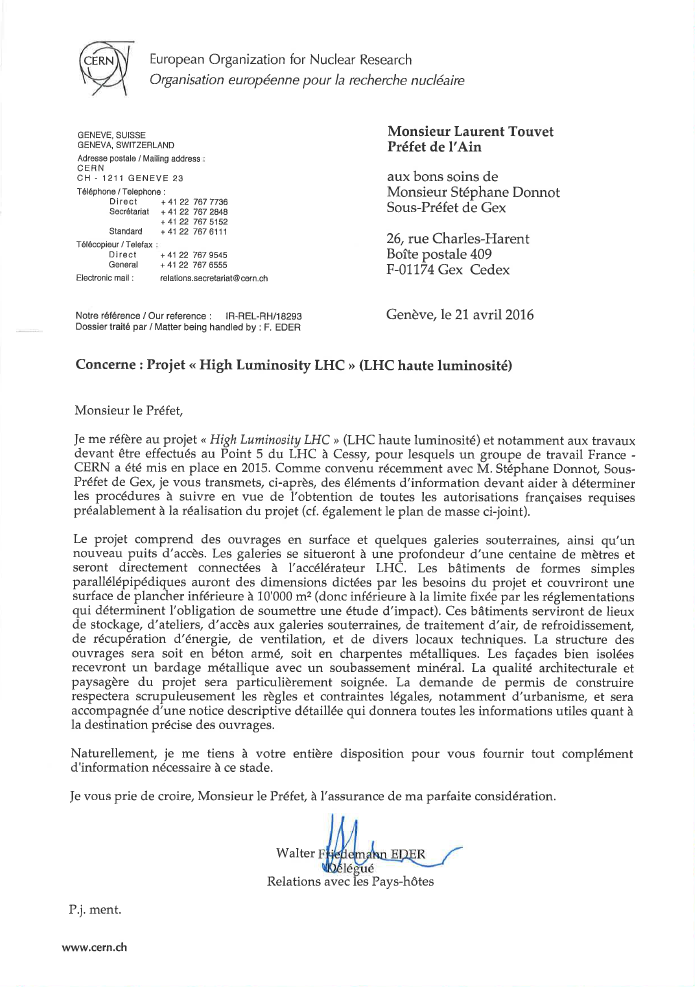 CERN
European Organization for Nuclear Research
Organisation européenne pour la recherche nucléaire
GENEVE, SUISSE
GENEVA, SWITZERLAND
Adresse postale / Mailing address :
CERN
CH - 1211 GENEVE 23
Téléphone / Telephone :
Direct + 41 22 767 7736
Secrétariat + 41 22 767 2848
+ 41 22 767 5152
Standard + 41 22 767 6111
Télécopieur / Telefax :
Direct + 41 22 767 9545
General + 41 22 767 6555
Electronic mail : relations.secretariat@cern.ch
Notre référence / Our reference : IR-REL-RH/18293
Dossier traité par / Matter being handled by : F. EDER
Monsieur Laurent Touvet
Préfet de l'Ain
aux bons soins de
Monsieur Stéphane Donnot
Sous-Préfet de Gex
26, rue Charles-Harent
Boîte postale 409
F-01174 Gex Cedex
Genève, le 21 avril 2016
Concerne : Projet « High Luminosity LHC » (LHC haute luminosité)
Monsieur le Préfet,
Je me réfère au projet « High Luminosity LHC » (LHC haute luminosité) et notamment aux travaux
devant être effectués au Point 5 du LHC à Cessy, pour lesquels un groupe de travail France -
CERN a été mis en place en 2015. Comme convenu récemment avec M. Stéphane Donnot, Sous-
Préfet de Gex, je vous transmets, ci-après, des éléments d'information devant aider à déterminer
les procédures à suivre en vue de l'obtention de toutes les autorisations françaises requises
préalablement à la réalisation du projet (cf. également le plan de masse ci-joint).
Le projet comprend des ouvrages en surface et quelques galeries souterraines, ainsi qu'un
nouveau puits d'accès. Les galeries se situeront à une profondeur d'une centaine de mètres et
seront directement connectées à l'accélérateur LHC. Les bâtiments de formes simples
parallélépipédiques auront des dimensions dictées par les besoins du projet et couvriront une
surface de plancher inférieure à 10'000 m² (donc inférieure à la limite fixée par les réglementations
qui déterminent l'obligation de soumettre une étude d'impact). Ces bâtiments serviront de lieux
de stockage, d'ateliers, d'accès aux galeries souterraines, de traitement d'air, de refroidissement,
de récupération d'énergie, de ventilation, et de divers locaux techniques. La structure des
ouvrages sera soit en béton armé, soit en charpentes métalliques. Les façades bien isolées
recevront un bardage métallique avec un soubassement minéral. La qualité architecturale et
paysagère du projet sera particulièrement soignée. La demande de permis de construire
respectera scrupuleusement les règles et contraintes légales, notamment d'urbanisme, et sera
accompagnée d'une notice descriptive détaillée qui donnera toutes les informations utiles quant à
la destination précise des ouvrages.
Naturellement, je me tiens à votre entière disposition pour vous fournir tout complément
d'information nécessaire à ce stade.
Je vous prie de croire, Monsieur le Préfet, à l'assurance de ma parfaite considération.
Walter Friedemann EDER
Délégué
Relations avec les Pays-hôtes
P.j. ment.
www.cern.ch